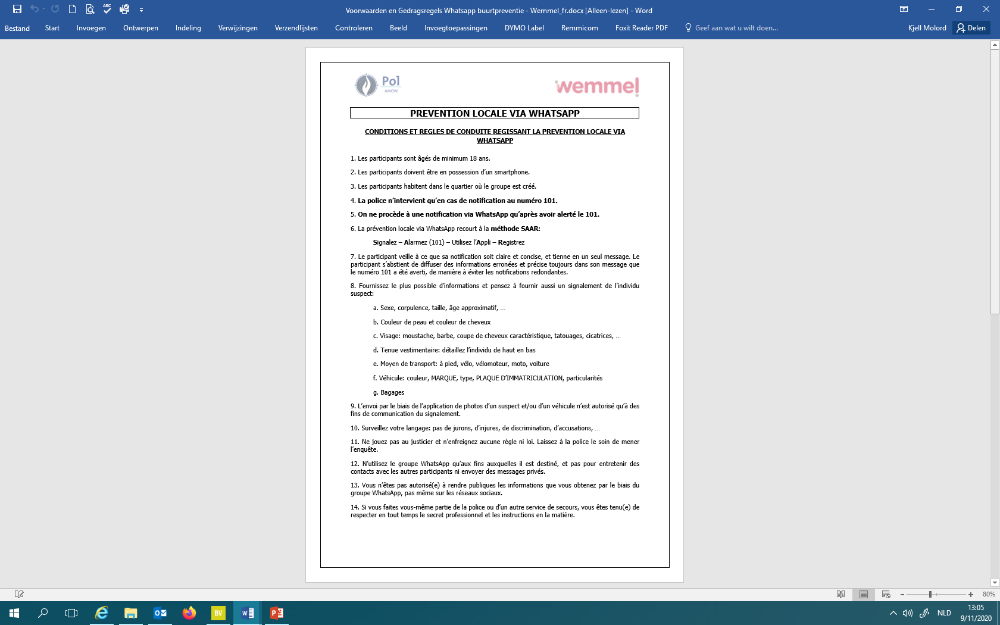 Voorwaarden en Gedragsregels Whatsapp buurtpreventie - Wemmel_fr.docx [Alleen-lezen] - Word
Bestand Start Invoegen Ontwerpen Indeling Verwijzingen Verzendlijsten Controleren Beeld Invoegtoepassingen DYMO Label Remmicom Foxit Reader PDF Geef aan wat u wilt doen... Kjell Molord Delen
Pol
AMOW
wemmel
PREVENTION LOCALE VIA WHATSAPP
CONDITIONS ET REGLES DE CONDUITE REGISSANT LA PREVENTION LOCALE VIA
WHATSAPP
1. Les participants sont âgés de minimum 18 ans.
2. Les participants doivent être en possession d’un smartphone.
3. Les participants habitent dans le quartier où le groupe est créé.
4. La police n’intervient qu’en cas de notification au numéro 101.
5. On ne procède à une notification via WhatsApp qu’après avoir alerté le 101.
6. La prévention locale via WhatsApp recourt à la méthode SAAR:
Signalez – Alarmez (101) – Utilisez l’Appli – Registrez
7. Le participant veille à ce que sa notification soit claire et concise, et tienne en un seul message. Le
participant s’abstient de diffuser des informations erronées et précise toujours dans son message que
le numéro 101 a été averti, de manière à éviter les notifications redondantes.
8. Fournissez le plus possible d’informations et pensez à fournir aussi un signalement de l’individu
suspect:
a. Sexe, corpulence, taille, âge approximatif, …
b. Couleur de peau et couleur de cheveux
c. Visage: moustache, barbe, coupe de cheveux caractéristique, tatouages, cicatrices, …
d. Tenue vestimentaire: détaillez l’individu de haut en bas
e. Moyen de transport: à pied, vélo, vélomoteur, moto, voiture
f. Véhicule: couleur, MARQUE, type, PLAQUE D’IMMATRICULATION, particularités
g. Bagages
9. L’envoi par le biais de l’application de photos d’un suspect et/ou d’un véhicule n’est autorisé qu’à des
fins de communication du signalement.
10. Surveillez votre langage: pas de jurons, d’injures, de discrimination, d’accusations, …
11. Ne jouez pas au justicier et n’enfreignez aucune règle ni loi. Laissez à la police le soin de mener
l’enquête.
12. N’utilisez le groupe WhatsApp qu’aux fins auxquelles il est destiné, et pas pour entretenir des
contacts avec les autres participants ni envoyer des messages privés.
13. Vous n’êtes pas autorisé(e) à rendre publiques les informations que vous obtenez par le biais du
groupe WhatsApp, pas même sur les réseaux sociaux.
14. Si vous faites vous-même partie de la police ou d’un autre service de secours, vous êtes tenu(e) de
respecter en tout temps le secret professionnel et les instructions en la matière.
80%
BV
NLD
13:05
9/11/2020